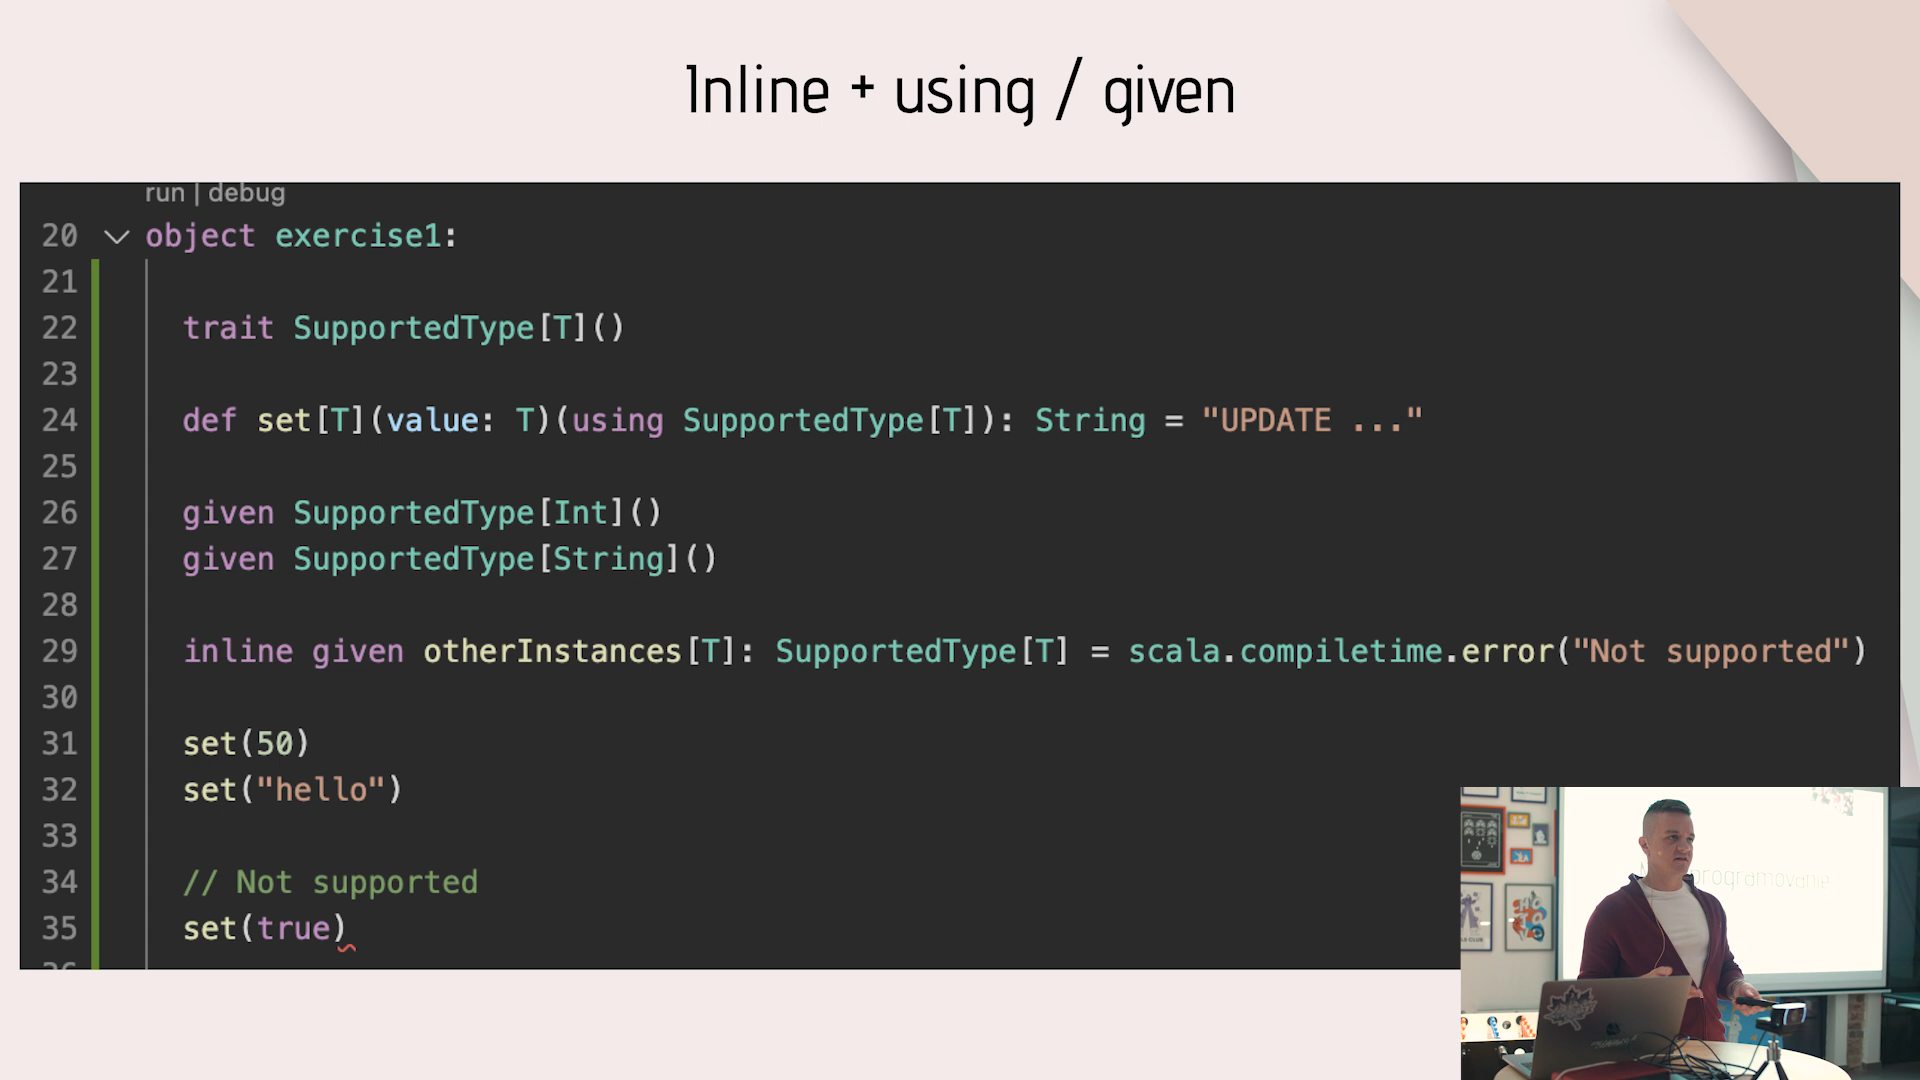 Inline + using / given
run | debug
20 object exercise1:
21
22 trait SupportedType[T]()
23
24 def set[T](value: T)(using SupportedType[T]): String = "UPDATE ..."
25
26 given SupportedType[Int]()
27 given SupportedType[String]()
28
29 inline given otherInstances[T]: SupportedType[T] = scala.compiletime.error("Not supported")
30
31 set(50)
32 set("hello")
33
34 // Not supported
35 set(true)